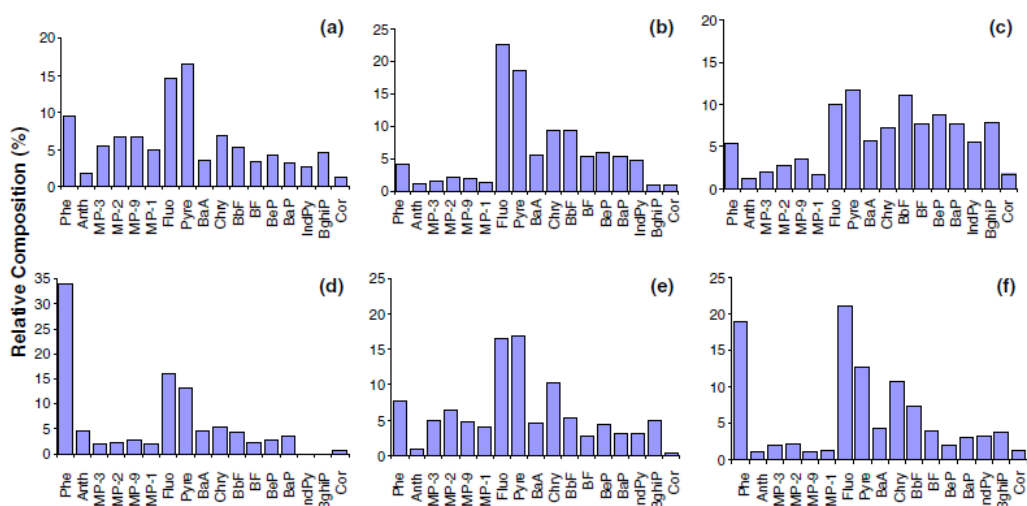 Relative Composition (%)
(a)
20
15
10
5
0
Phe
Anth
MP-3
MP-2
MP-9
MP-1
Fluo
Pyre
BaA
Chry
BbF
BF
BeP
BaP
IndPy
BghiP
Cor
(b)
25
20
15
10
5
0
Phe
Anth
MP-3
MP-2
MP-9
MP-1
Fluo
Pyre
BaA
Chry
BbF
BF
BeP
BaP
IndPy
BghiP
Cor
(c)
20
15
10
5
0
Phe
Anth
MP-3
MP-2
MP-9
MP-1
Fluo
Pyre
BaA
Chry
BbF
BF
BeP
BaP
IndPy
BghiP
Cor
(d)
35
30
25
20
15
10
5
0
Phe
Anth
MP-3
MP-2
MP-9
MP-1
Fluo
Pyre
BaA
Chry
BbF
BF
BeP
BaP
ndPy
BghiP
Cor
(e)
25
20
15
10
5
0
Phe
Anth
MP-3
MP-2
MP-9
MP-1
Fluo
Pyre
BaA
Chry
BbF
BF
BeP
BaP
IndPy
BghiP
Cor
(f)
25
20
15
10
5
0
Phe
Anth
MP-3
MP-2
MP-9
MP-1
Fluo
Pyre
BaA
Chry
BbF
BF
BeP
BaP
IndPy
BghiP
Cor